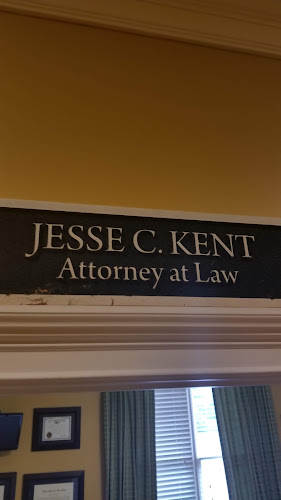 JESSE C. KENT
Attorney at Law